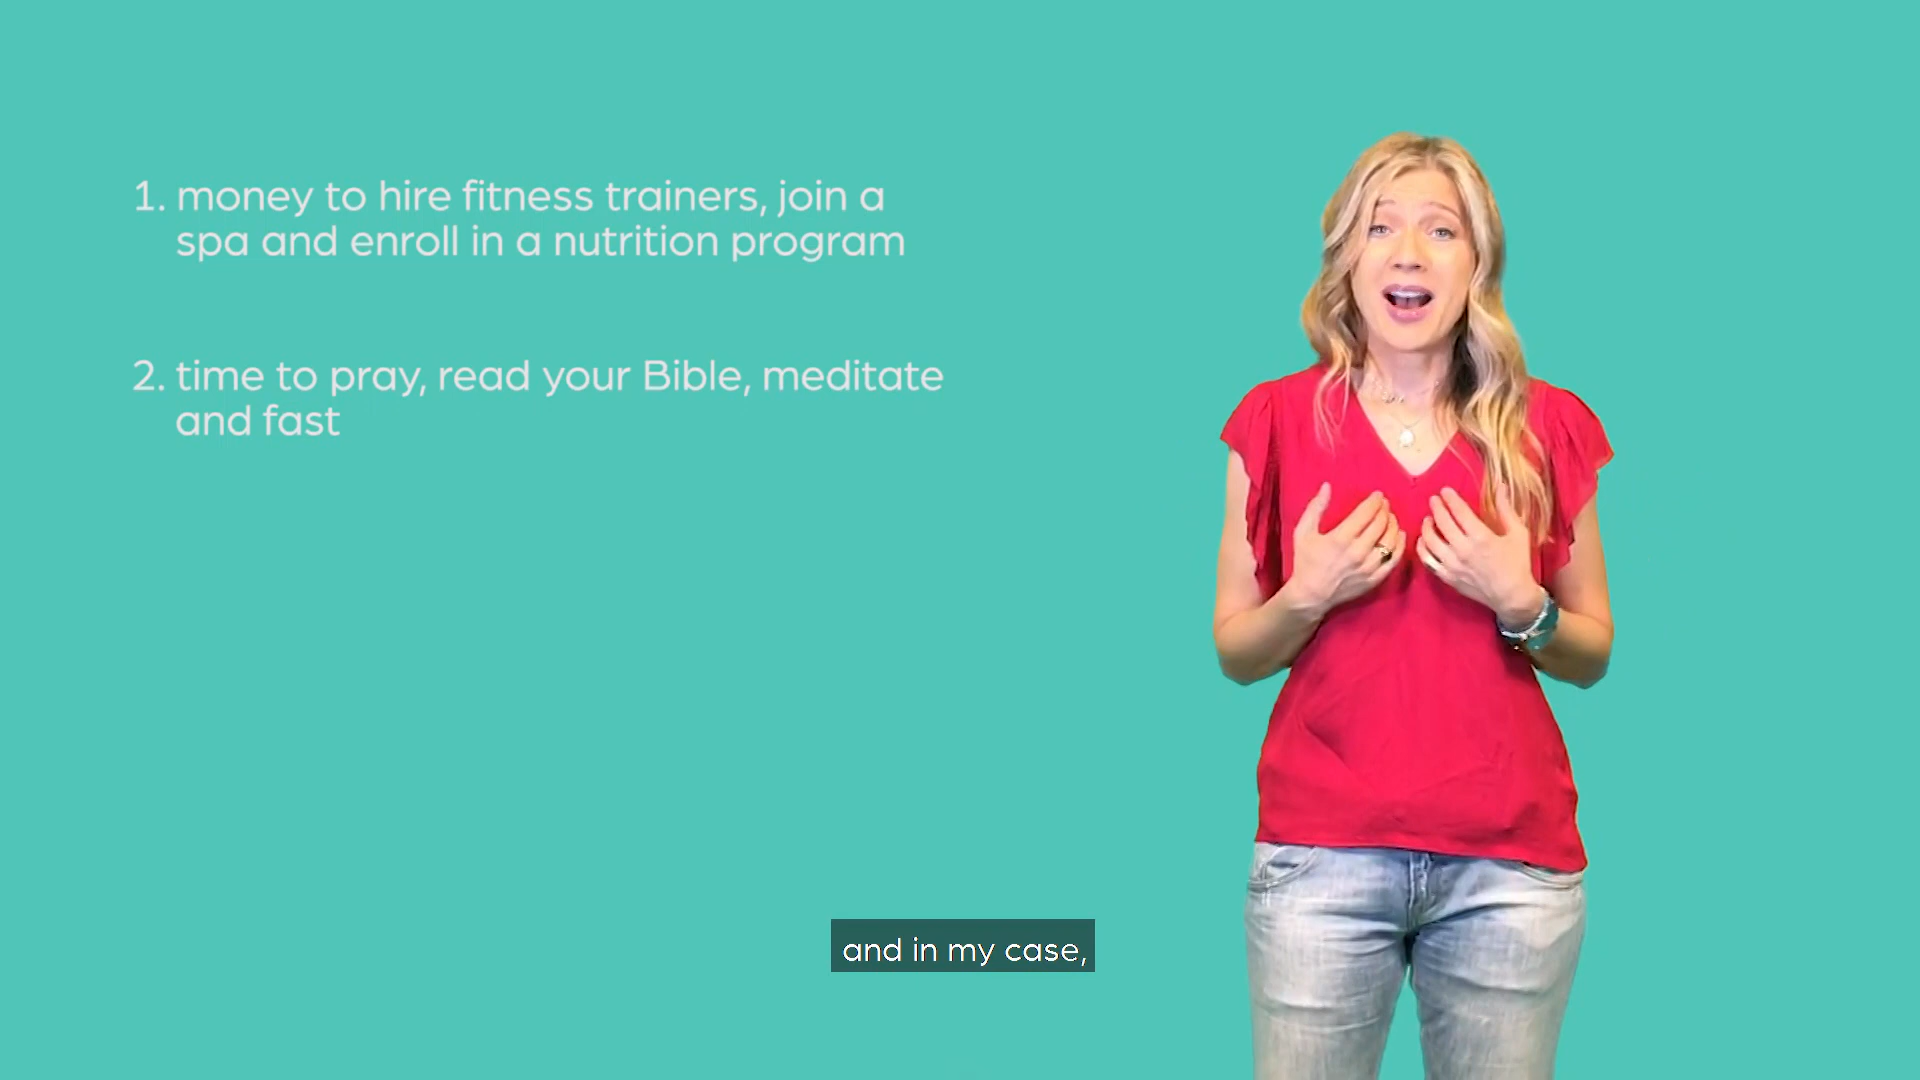 1. money to hire fitness trainers, join a
spa and enroll in a nutrition program
2. time to pray, read your Bible, meditate
and fast
and in my case,